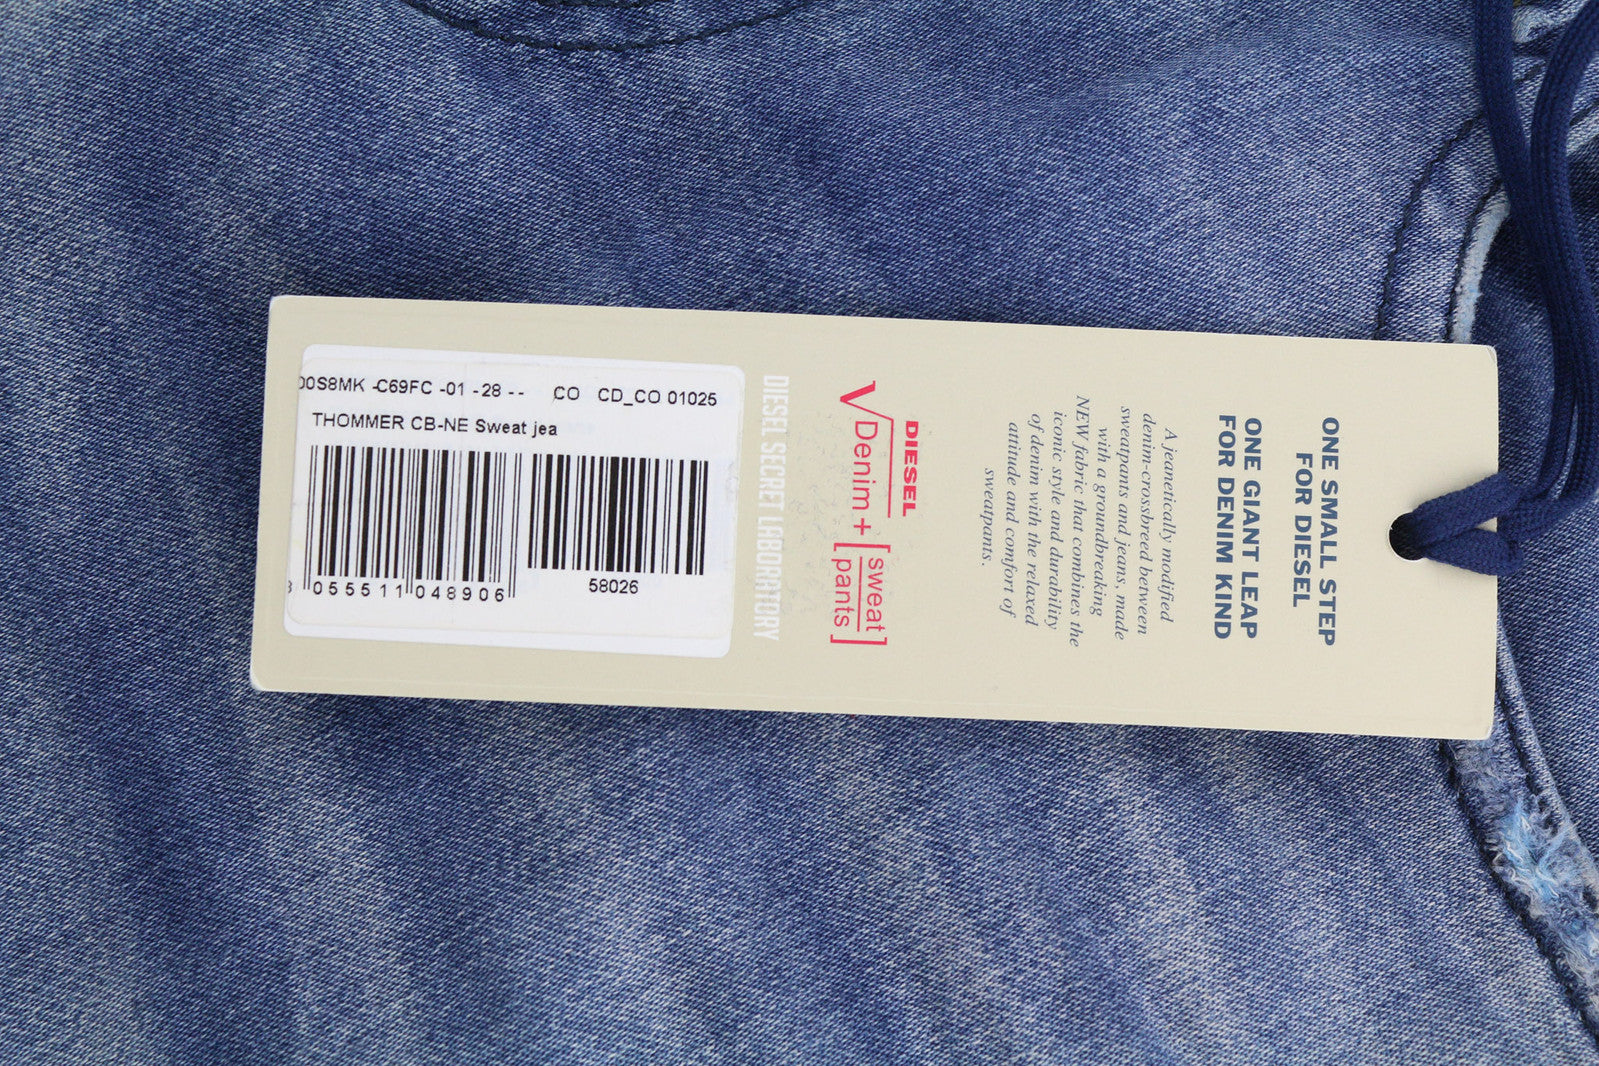 00S8MK -C69FC -01 -28 -- CO CD_CO 01025
THOMMER CB-NE Sweat jea
8 055511 048906
58026
DIESEL SECRET LABORATORY
DIESEL
√Denim + [sweat
pants]
ONE SMALL STEP
FOR DIESEL
ONE GIANT LEAP
FOR DENIM KIND
A jeanetically modified
denim-crossbreed between
sweatpants and jeans, made
with a groundbreaking
NEW fabric that combines the
iconic style and durability
of denim with the relaxed
attitude and comfort of
sweatpants.